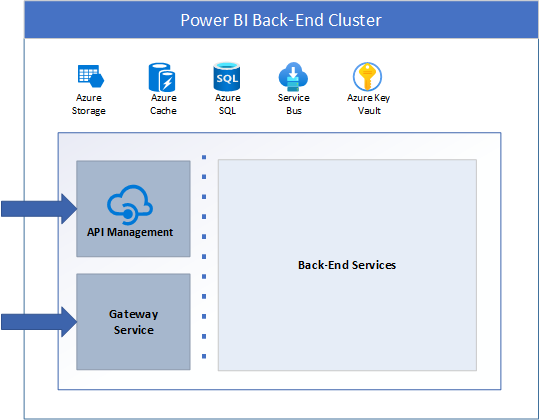 Power BI Back-End Cluster
Azure
Storage
Azure
Cache
SQL
Azure
SQL
Service
Bus
Azure Key
Vault
API Management
Gateway
Service
Back-End Services